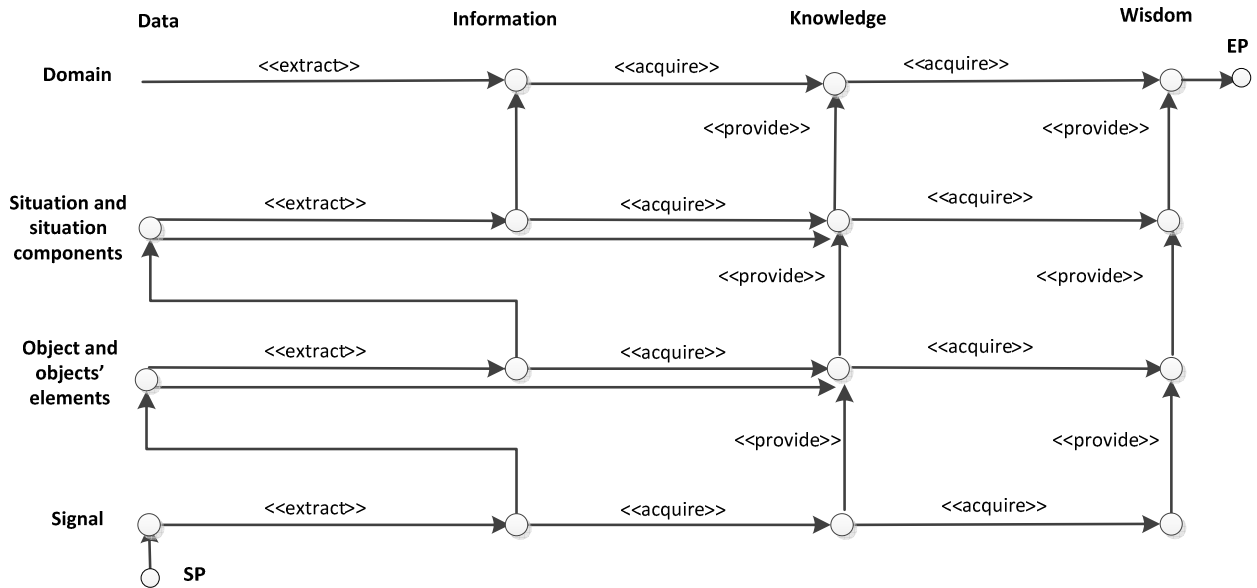 Data
Information
Knowledge
Wisdom
EP
Domain
<<extract>>
<<acquire>>
<<acquire>>
<<provide>>
<<provide>>
Situation and
situation
components
<<extract>>
<<acquire>>
<<acquire>>
<<provide>>
<<provide>>
Object and
objects’
elements
<<extract>>
<<acquire>>
<<acquire>>
<<provide>>
<<provide>>
Signal
<<extract>>
<<acquire>>
<<acquire>>
SP